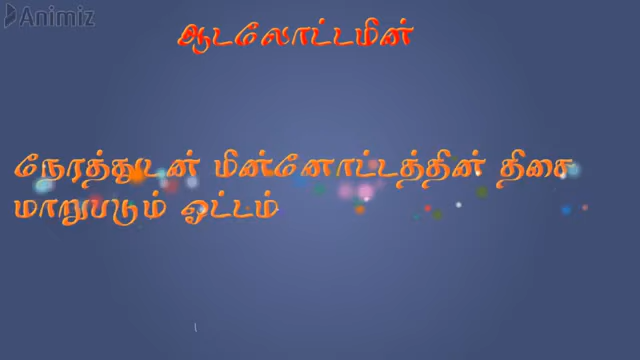 Animiz
ஆடலோட்டமின்
நேரத்துடன் மின்னோட்டத்தின் திசை
மாறுபடும் ஓட்டம்